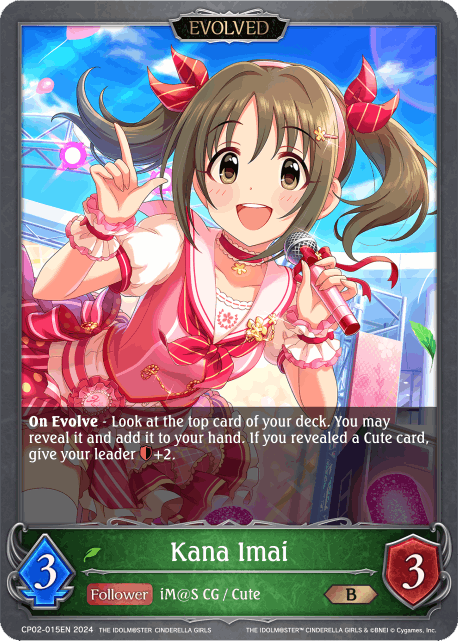 EVOLVED
On Evolve - Look at the top card of your deck. You may
reveal it and add it to your hand. If you revealed a Cute card,
give your leader +2.
Kana Imai
3
Follower iM@S CG / Cute B
3
CP02-015EN 2024 THE IDOLM@STER CINDERELLA GIRLS THE IDOLM@STER™ CINDERELLA GIRLS & ©BNEI © Cygames, Inc.